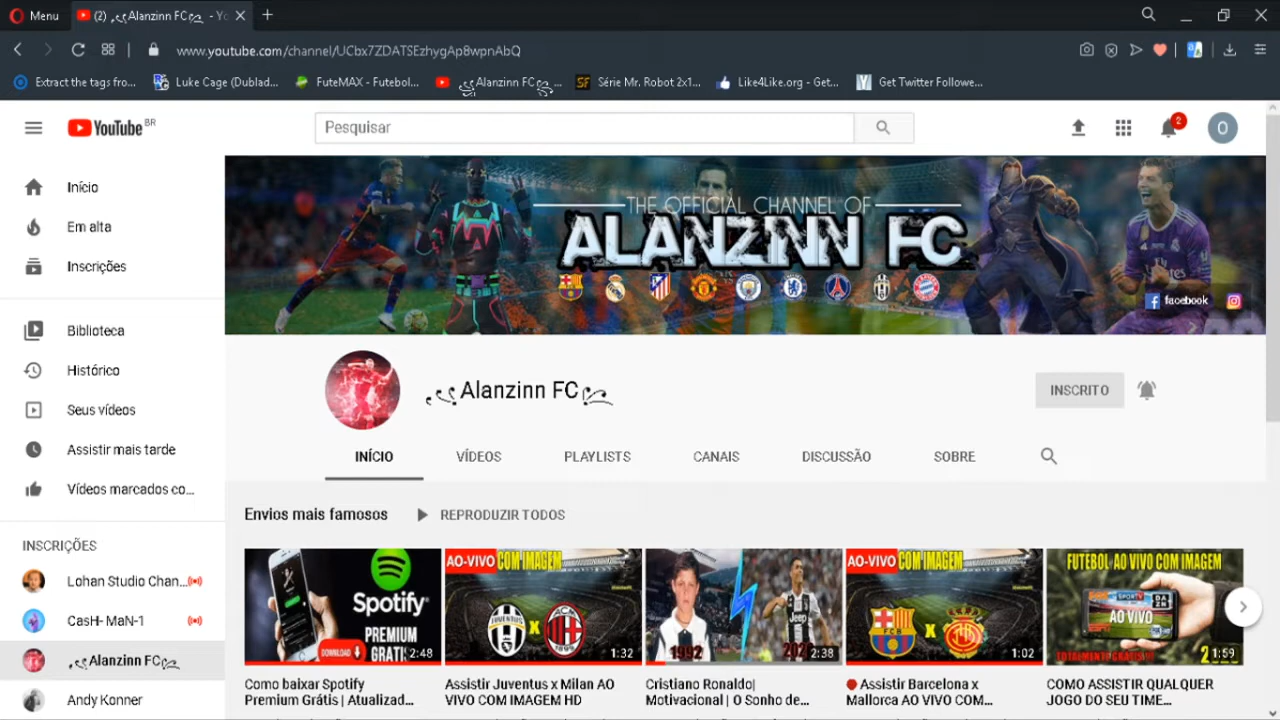 Menu
(2) Alanzinn FC - Yo
www.youtube.com/channel/UCbx7ZDATSEzhygAp8wpnAbQ
Extract the tags fro... Luke Cage (Dublad... FuteMAX - Futebol... Alanzinn FC ... Série Mr. Robot 2x1... Like4Like.org - Get... Get Twitter Followe...
YouTube BR
Pesquisar
2
O
Início
Em alta
Inscrições
Biblioteca
Histórico
Seus vídeos
Assistir mais tarde
Vídeos marcados co...
INSCRIÇÕES
Lohan Studio Chan...
CasH- MaN-1
Alanzinn FC
Andy Konner
THE OFFICIAL CHANNEL OF
ALANZINN FC
facebook
Alanzinn FC
INSCRITO
INÍCIO VÍDEOS PLAYLISTS CANAIS DISCUSSÃO SOBRE
Envios mais famosos REPRODUZIR TODOS
Spotify
PREMIUM
GRÁTI
DOWNLOAD
2:48
Como baixar Spotify
Premium Grátis | Atualizad...
AO-VIVO COM IMAGEM
X
1:32
Assistir Juventus x Milan AO
VIVO COM IMAGEM HD
Jeep
1992 202
2:38
Cristiano Ronaldo|
Motivacional | O Sonho de...
AO-VIVO COM IMAGEM
X
1:02
Assistir Barcelona x
Mallorca AO VIVO COM...
FUTEBOL AO VIVO COM IMAGEM
SPORTV
DAZN
AO VIVO
TOTALMENTE GRÁTIS!
2
1:59
COMO ASSISTIR QUALQUER
JOGO DO SEU TIME...